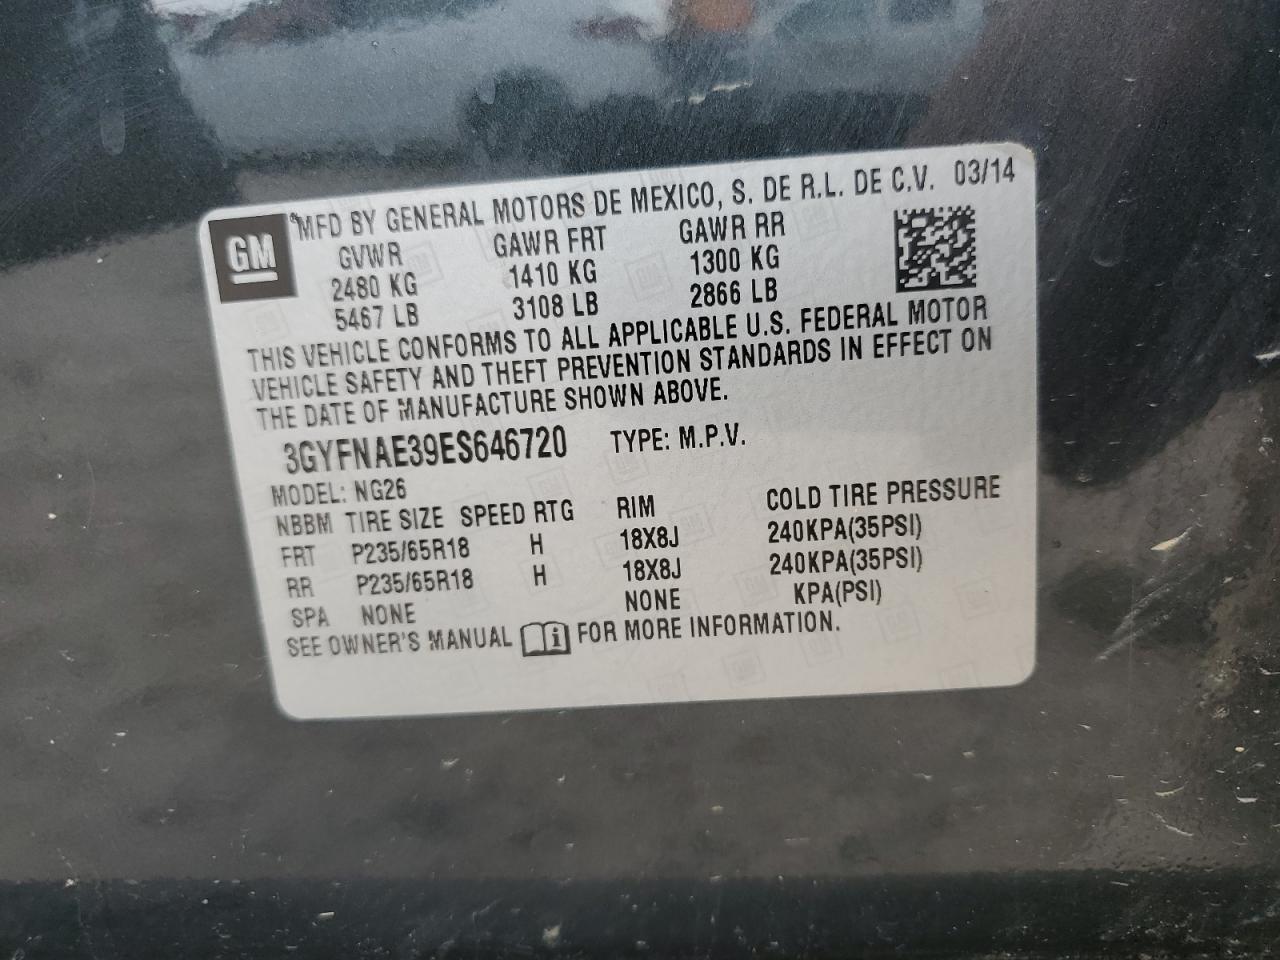 GM
MFD BY GENERAL MOTORS DE MEXICO, S. DE R.L. DE C.V. 03/14
GVWR GAWR FRT GAWR RR
2480 KG 1410 KG 1300 KG
5467 LB 3108 LB 2866 LB
THIS VEHICLE CONFORMS TO ALL APPLICABLE U.S. FEDERAL MOTOR
VEHICLE SAFETY AND THEFT PREVENTION STANDARDS IN EFFECT ON
THE DATE OF MANUFACTURE SHOWN ABOVE.
3GYFNAE39ES646720 TYPE: M.P.V.
MODEL: NG26
NBBM TIRE SIZE SPEED RTG RIM COLD TIRE PRESSURE
FRT P235/65R18 H 18X8J 240KPA(35PSI)
RR P235/65R18 H 18X8J 240KPA(35PSI)
SPA NONE NONE KPA(PSI)
SEE OWNER'S MANUAL i FOR MORE INFORMATION.